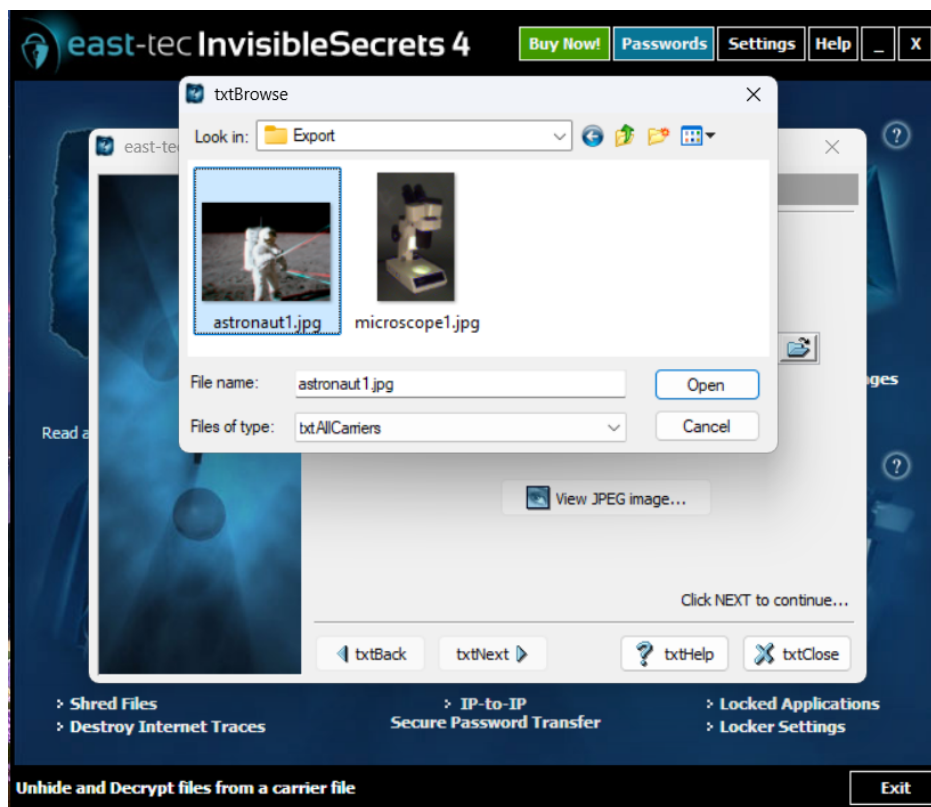 east-tec InvisibleSecrets 4
Buy Now! Passwords Settings Help _ X
txtBrowse
east-te
Look in: Export
astronaut1.jpg microscope1.jpg
File name: astronaut1.jpg Open
ges
Files of type: txtAllCarriers Cancel
Read a
View JPEG image...
Click NEXT to continue...
txtBack txtNext txtHelp txtClose
> Shred Files > IP-to-IP > Locked Applications
> Destroy Internet Traces Secure Password Transfer > Locker Settings
Unhide and Decrypt files from a carrier file Exit